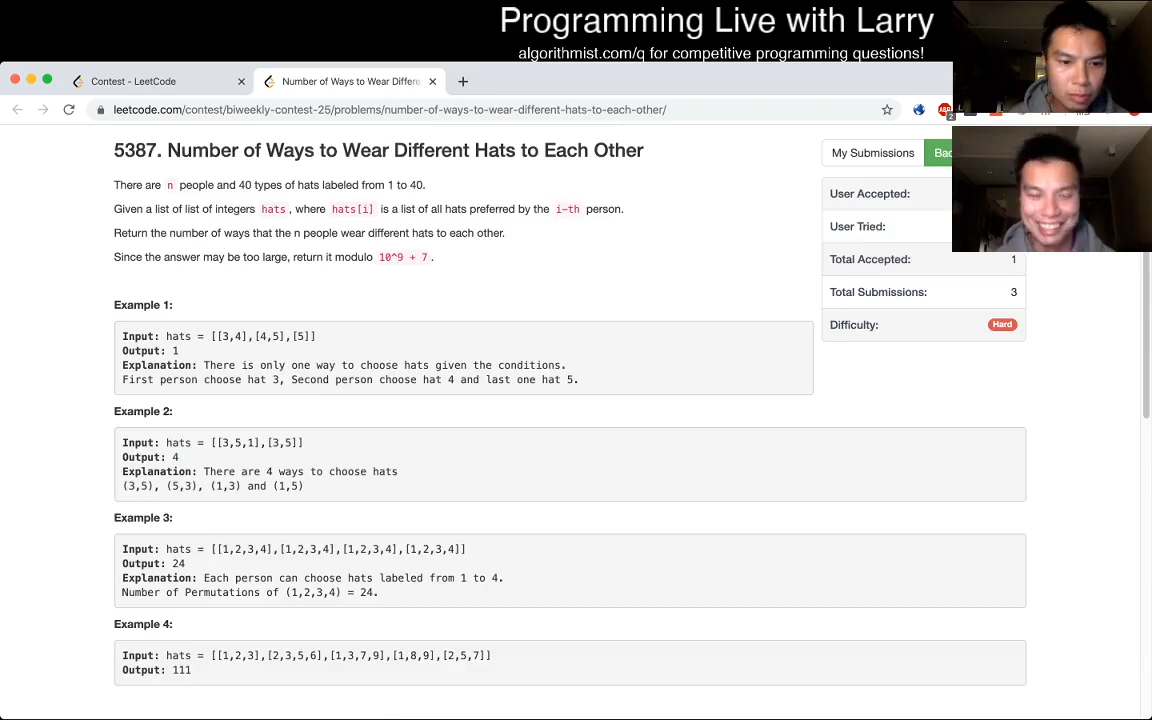 Programming Live with Larry
algorithmist.com/q for competitive programming questions!
Contest - LeetCode
Number of Ways to Wear Differe
leetcode.com/contest/biweekly-contest-25/problems/number-of-ways-to-wear-different-hats-to-each-other/
5387. Number of Ways to Wear Different Hats to Each Other
My Submissions
There are n people and 40 types of hats labeled from 1 to 40.
User Accepted:
Given a list of list of integers hats, where hats[i] is a list of all hats preferred by the i-th person.
User Tried:
Return the number of ways that the n people wear different hats to each other.
Since the answer may be too large, return it modulo 10^9 + 7.
Total Accepted: 1
Total Submissions: 3
Difficulty: Hard
Example 1:
Input: hats = [[3,4],[4,5],[5]]
Output: 1
Explanation: There is only one way to choose hats given the conditions.
First person choose hat 3, Second person choose hat 4 and last one hat 5.
Example 2:
Input: hats = [[3,5,1],[3,5]]
Output: 4
Explanation: There are 4 ways to choose hats
(3,5), (5,3), (1,3) and (1,5)
Example 3:
Input: hats = [[1,2,3,4],[1,2,3,4],[1,2,3,4],[1,2,3,4]]
Output: 24
Explanation: Each person can choose hats labeled from 1 to 4.
Number of Permutations of (1,2,3,4) = 24.
Example 4:
Input: hats = [[1,2,3],[2,3,5,6],[1,3,7,9],[1,8,9],[2,5,7]]
Output: 111